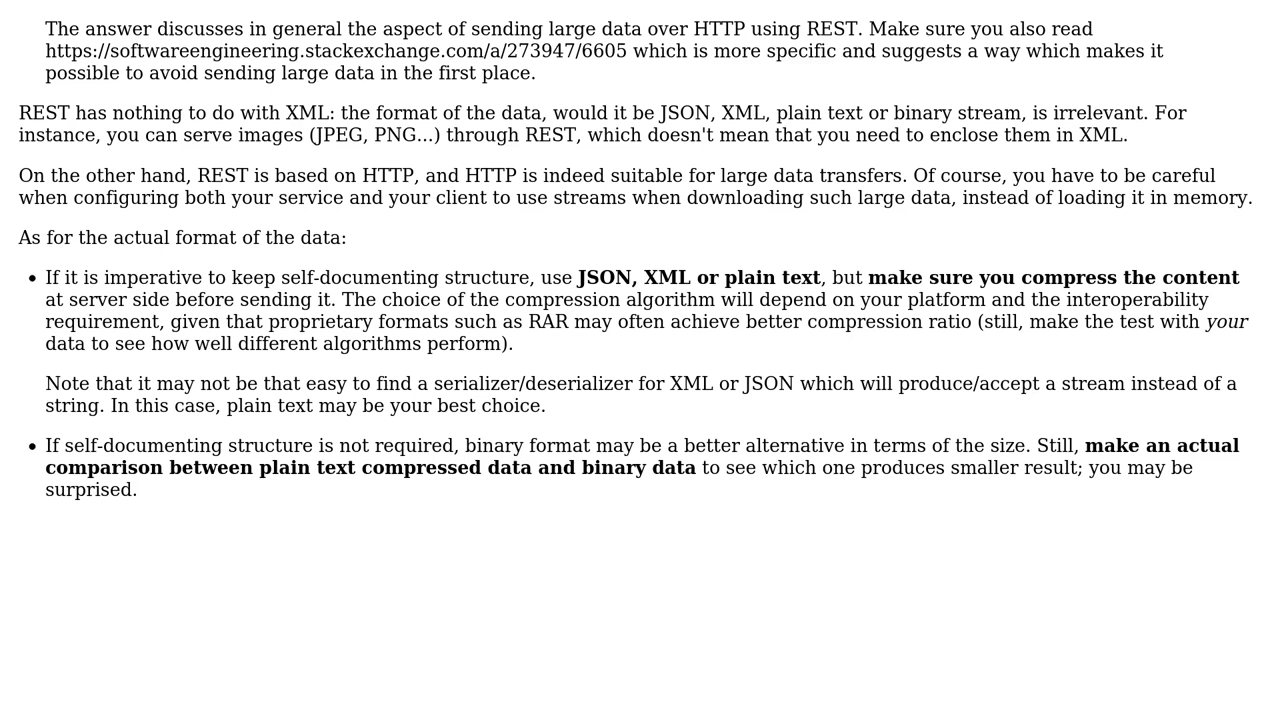 The answer discusses in general the aspect of sending large data over HTTP using REST. Make sure you also read
https://softwareengineering.stackexchange.com/a/273947/6605 which is more specific and suggests a way which makes it
possible to avoid sending large data in the first place.
REST has nothing to do with XML: the format of the data, would it be JSON, XML, plain text or binary stream, is irrelevant. For
instance, you can serve images (JPEG, PNG...) through REST, which doesn't mean that you need to enclose them in XML.
On the other hand, REST is based on HTTP, and HTTP is indeed suitable for large data transfers. Of course, you have to be careful
when configuring both your service and your client to use streams when downloading such large data, instead of loading it in memory.
As for the actual format of the data:
• If it is imperative to keep self-documenting structure, use JSON, XML or plain text, but make sure you compress the content
at server side before sending it. The choice of the compression algorithm will depend on your platform and the interoperability
requirement, given that proprietary formats such as RAR may often achieve better compression ratio (still, make the test with your
data to see how well different algorithms perform).
Note that it may not be that easy to find a serializer/deserializer for XML or JSON which will produce/accept a stream instead of a
string. In this case, plain text may be your best choice.
• If self-documenting structure is not required, binary format may be a better alternative in terms of the size. Still, make an actual
comparison between plain text compressed data and binary data to see which one produces smaller result; you may be
surprised.